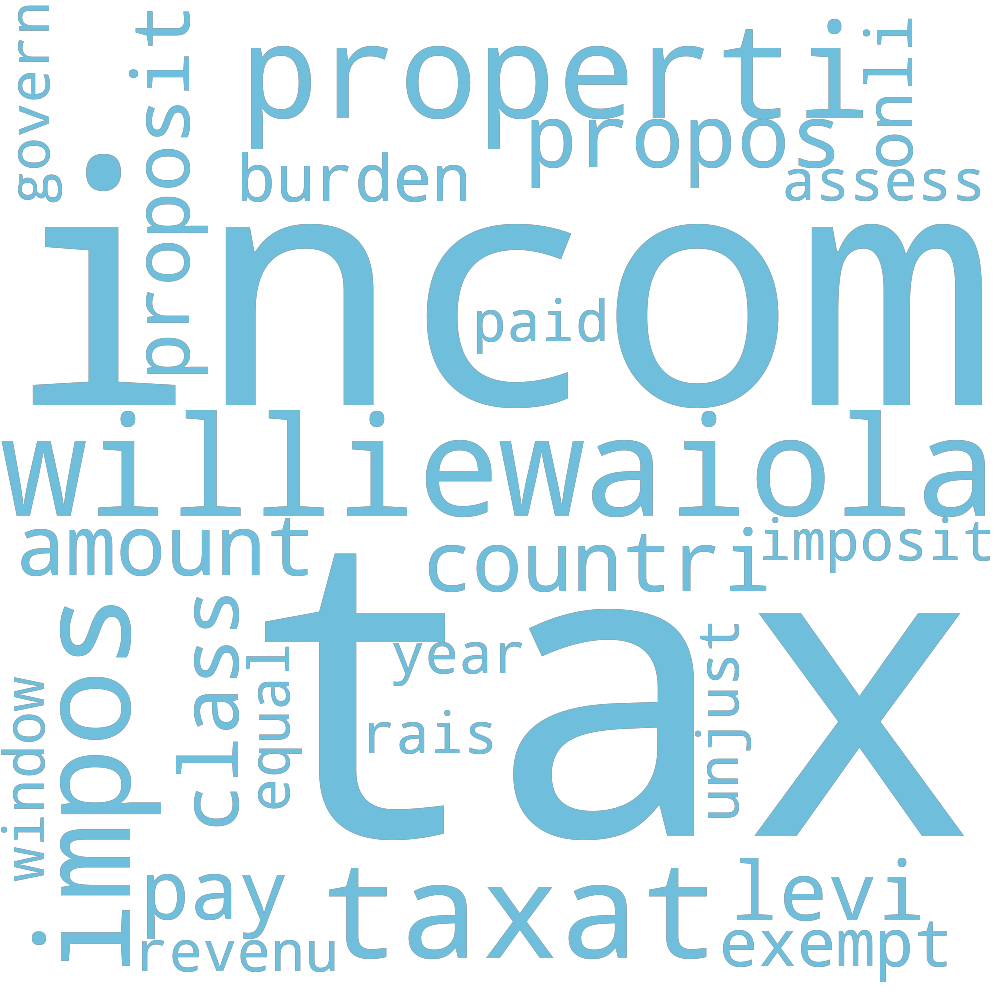 govern
proposit
properti
onli
propos
burden
assess
incom
paid
williewaiola
amount
countri
imposit
tax
impos
class
equal
year
unjust
window
rais
pay
taxat
levi
revenu
exempt